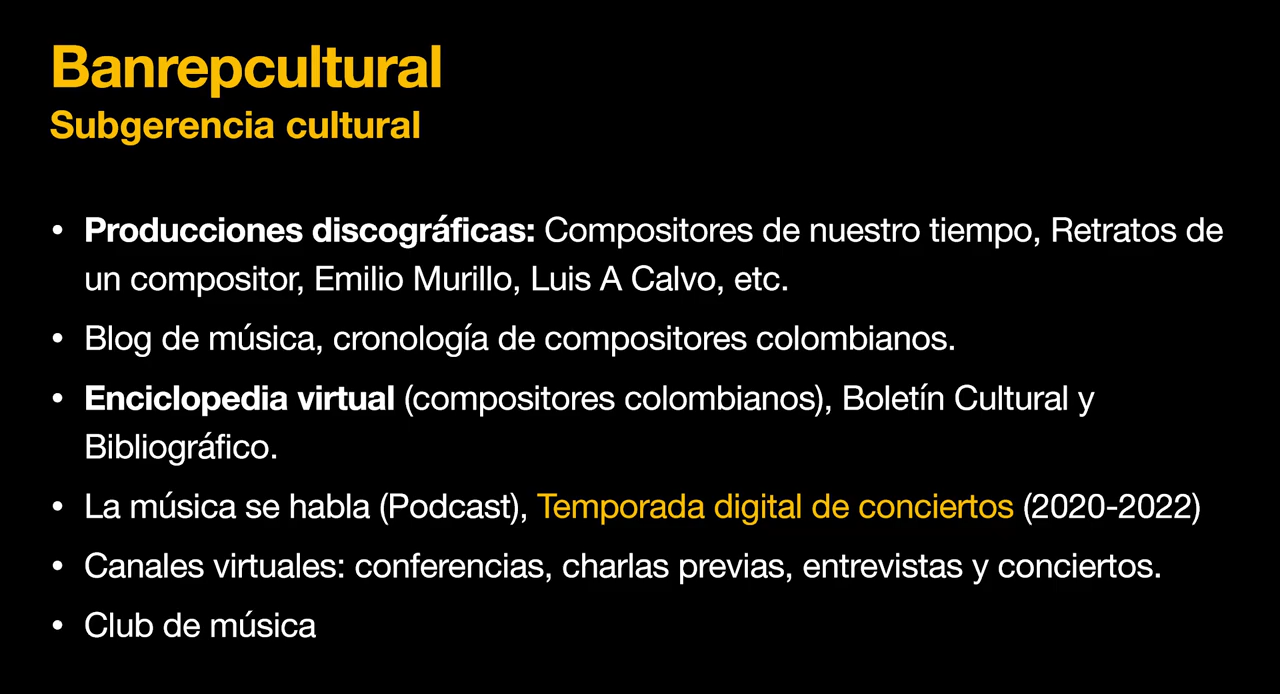 Banrepcultural
Subgerencia cultural
• Producciones discográficas: Compositores de nuestro tiempo, Retratos de
un compositor, Emilio Murillo, Luis A Calvo, etc.
• Blog de música, cronología de compositores colombianos.
• Enciclopedia virtual (compositores colombianos), Boletín Cultural y
Bibliográfico.
• La música se habla (Podcast), Temporada digital de conciertos (2020-2022)
• Canales virtuales: conferencias, charlas previas, entrevistas y conciertos.
• Club de música